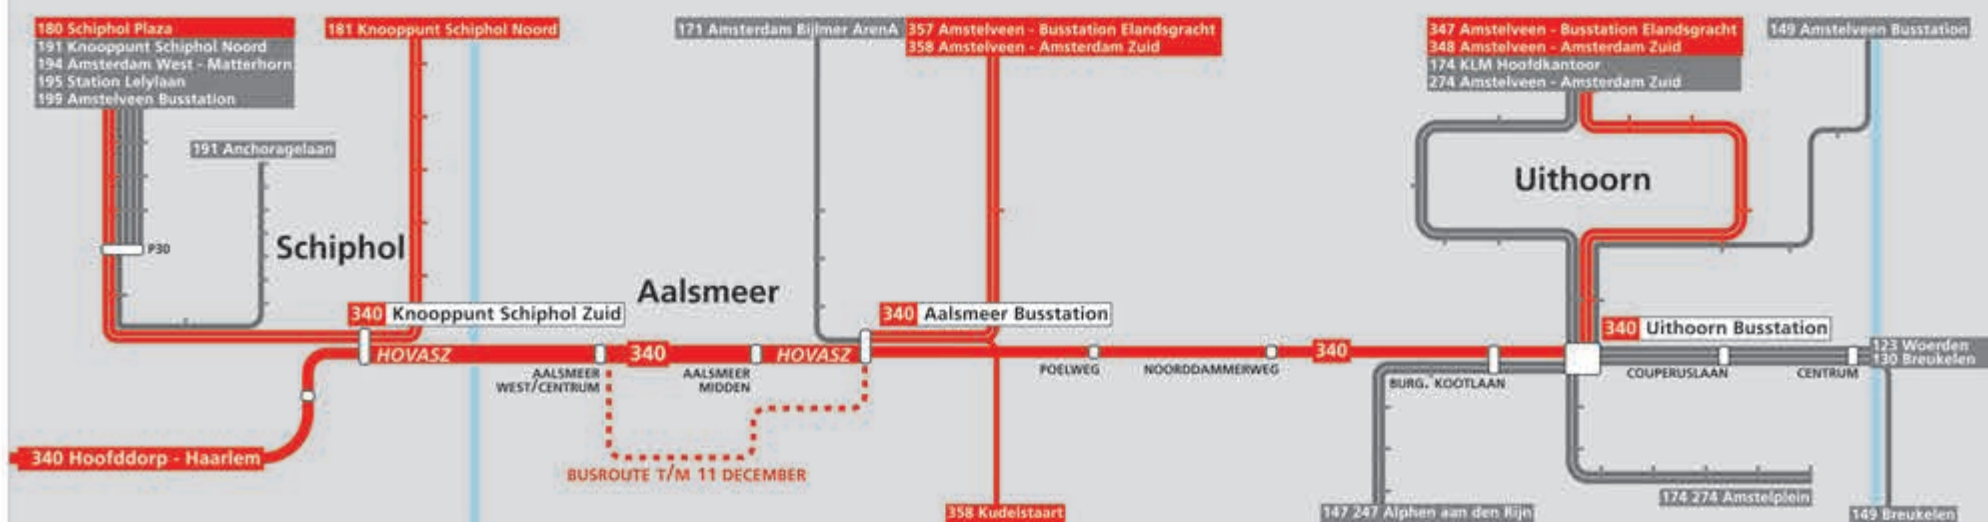 180 Schiphol Plaza
191 Knooppunt Schiphol Noord
194 Amsterdam West - Matterhorn
195 Station Lelylaan
199 Amstelveen Busstation
181 Knooppunt Schiphol Noord
171 Amsterdam Bijlmer ArenA
357 Amstelveen - Busstation Elandsgracht
358 Amstelveen - Amsterdam Zuid
347 Amstelveen - Busstation Elandsgracht
348 Amstelveen - Amsterdam Zuid
174 KLM Hoofdkantoor
274 Amstelveen - Amsterdam Zuid
149 Amstelveen Busstation
191 Anchoragelaan
P30
Schiphol
Aalsmeer
Uithoorn
340 Knooppunt Schiphol Zuid
340 Aalsmeer Busstation
340 Uithoorn Busstation
HOVASZ
340
HOVASZ
340
123 Woerden
130 Breukelen
AALSMEER
WEST/CENTRUM
AALSMEER
MIDDEN
POELWEG
NOORDDAMMERWEG
BURG. KOOTLAAN
COUPERUSLAAN
CENTRUM
340 Hoofddorp - Haarlem
BUSROUTE T/M 11 DECEMBER
358 Kudelstaart
147 247 Alphen aan den Rijn
174 274 Amstelplein
149 Breukelen